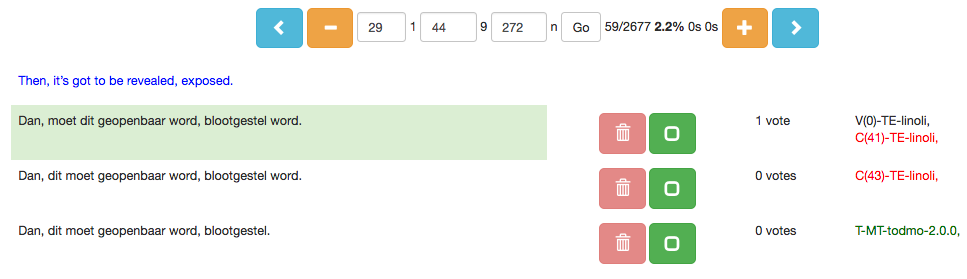 29 1 44 9 272 n Go 59/2677 2.2% 0s 0s
Then, it's got to be revealed, exposed.
Dan, moet dit geopenbaar word, blootgestel word. 1 vote V(0)-TE-linoli,
C(41)-TE-linoli,
Dan, dit moet geopenbaar word, blootgestel word. 0 votes C(43)-TE-linoli,
Dan, dit moet geopenbaar word, blootgestel. 0 votes T-MT-todmo-2.0.0,